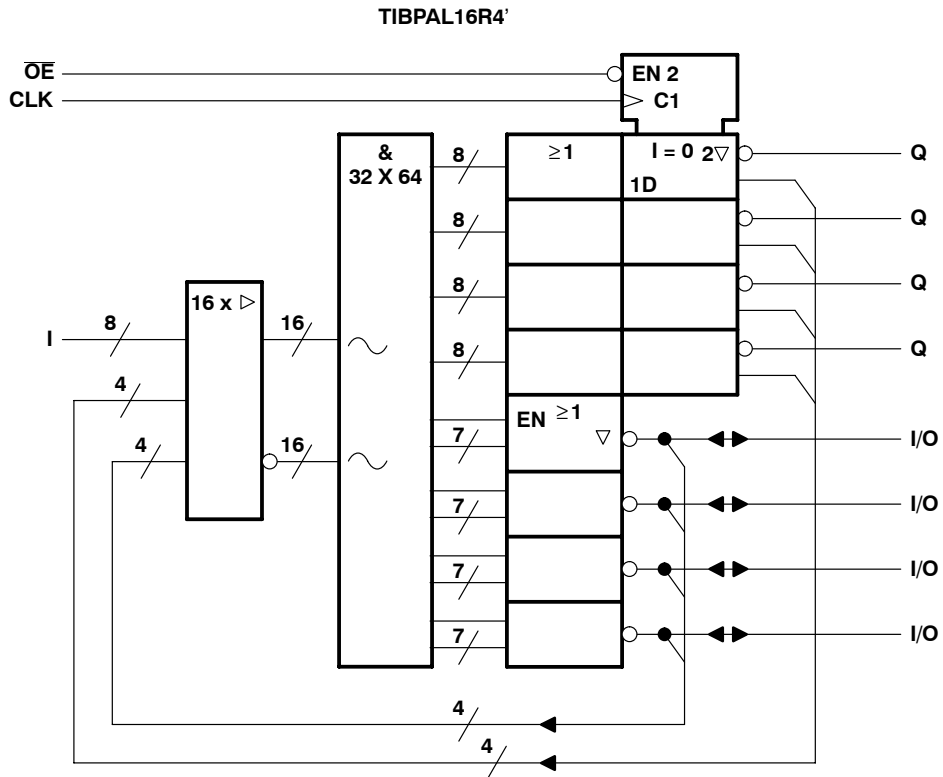 TIBPAL16R4’
OE
EN 2
CLK
C1
&
≥1
I = 0 2▽
Q
8
32 X 64
1D
8
Q
8
Q
16 x ▷
I
8
16
8
Q
4
EN ≥1
▽
I/O
7
4
16
7
I/O
7
I/O
7
I/O
4
4